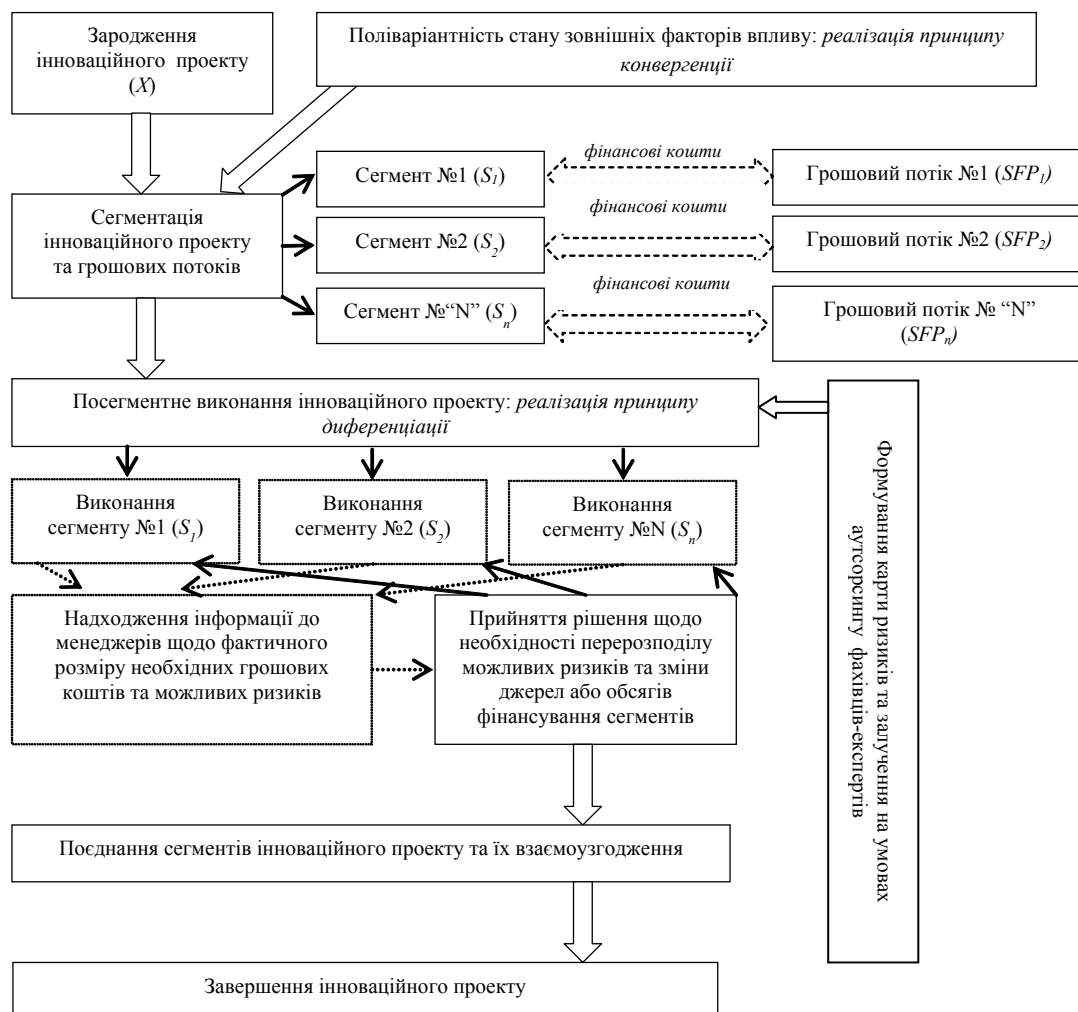 Зародження
інноваційного проекту
(X)
Поліваріантність стану зовнішніх факторів впливу: реалізація принципу
конвергенції
Сегментація
інноваційного проекту
та грошових потоків
Сегмент №1 (S1)
фінансові кошти
Грошовий потік №1 (SFP1)
Сегмент №2 (S2)
фінансові кошти
Грошовий потік №2 (SFP2)
Сегмент №“N” (Sn)
фінансові кошти
Грошовий потік № “N”
(SFPn)
Посегментне виконання інноваційного проекту: реалізація принципу
диференціації
Виконання
сегменту №1 (S1)
Виконання
сегменту №2 (S2)
Виконання
сегменту №N (Sn)
Надходження інформації до
менеджерів щодо фактичного
розміру необхідних грошових
коштів та можливих ризиків
Прийняття рішення щодо
необхідності перерозподілу
можливих ризиків та зміни
джерел або обсягів
фінансування сегментів
Формування карти ризиків та залучення на умовах
аутсорсингу фахівців-експертів
Поєднання сегментів інноваційного проекту та їх взаємоузгодження
Завершення інноваційного проекту